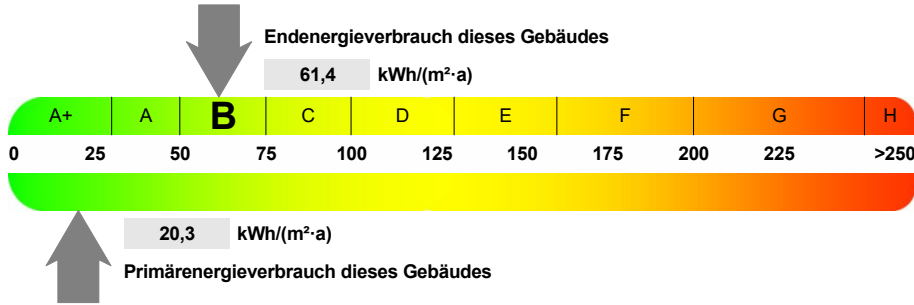 Endenergieverbrauch dieses Gebäudes
61,4 kWh/(m²·a)
A+ A B C D E F G H
0 25 50 75 100 125 150 175 200 225 >250
20,3 kWh/(m²·a)
Primärenergieverbrauch dieses Gebäudes